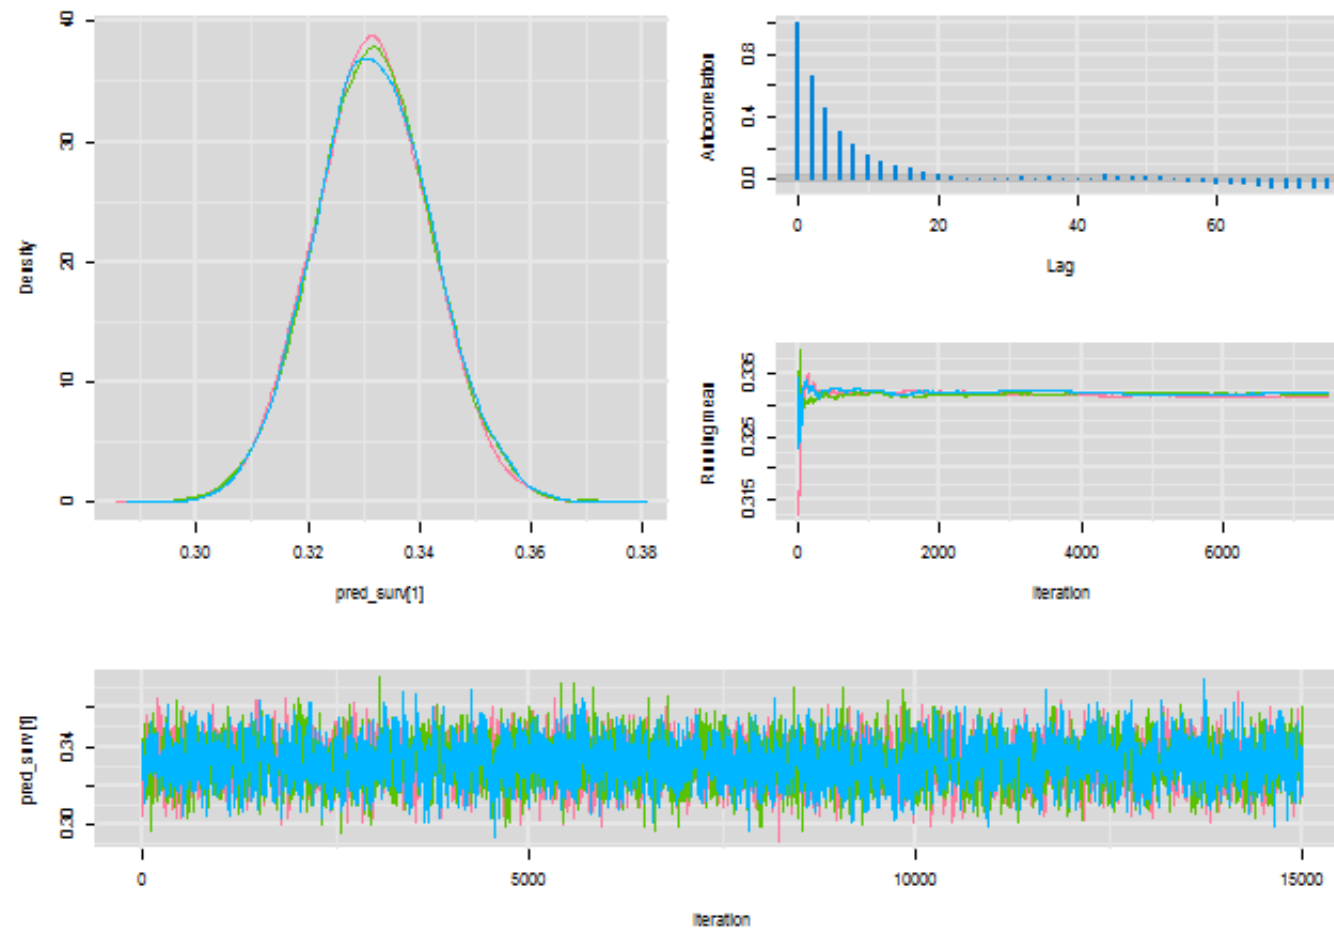 40
30
20
10
0
Density
0.30 0.32 0.34 0.36 0.38
pred_surv[1]
0.8
0.4
0.0
Autocorrelation
0 20 40 60
Lag
0.335
0.325
0.315
Running mean
0 2000 4000 6000
Iteration
0.34
0.30
pred_surv[1]
0 5000 10000 15000
Iteration